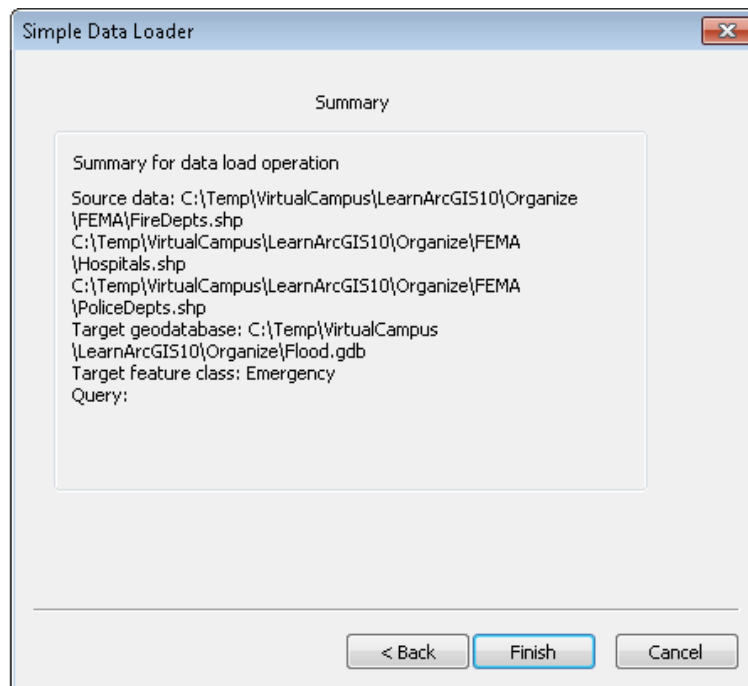 Simple Data Loader
Summary
Summary for data load operation
Source data: C:\Temp\VirtualCampus\LearnArcGIS10\Organize
\FEMA\FireDepts.shp
C:\Temp\VirtualCampus\LearnArcGIS10\Organize\FEMA
\Hospitals.shp
C:\Temp\VirtualCampus\LearnArcGIS10\Organize\FEMA
\PoliceDepts.shp
Target geodatabase: C:\Temp\VirtualCampus
\LearnArcGIS10\Organize\Flood.gdb
Target feature class: Emergency
Query:
< Back Finish Cancel